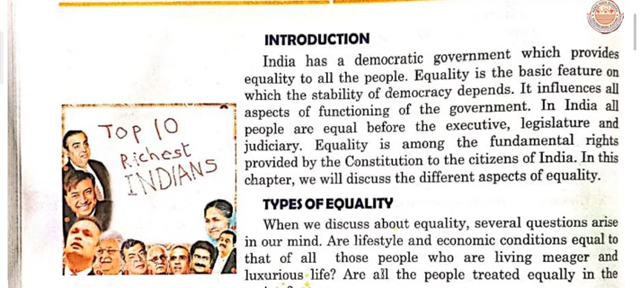 INTRODUCTION
India has a democratic government which provides
equality to all the people. Equality is the basic feature on
which the stability of democracy depends. It influences all
aspects of functioning of the government. In India all
people are equal before the executive, legislature and
judiciary. Equality is among the fundamental rights
provided by the Constitution to the citizens of India. In this
chapter, we will discuss the different aspects of equality.
TOP 10
Richest
INDIANS
TYPES OF EQUALITY
When we discuss about equality, several questions arise
in our mind. Are lifestyle and economic conditions equal to
that of all those people who are living meager and
luxurious life? Are all the people treated equally in the